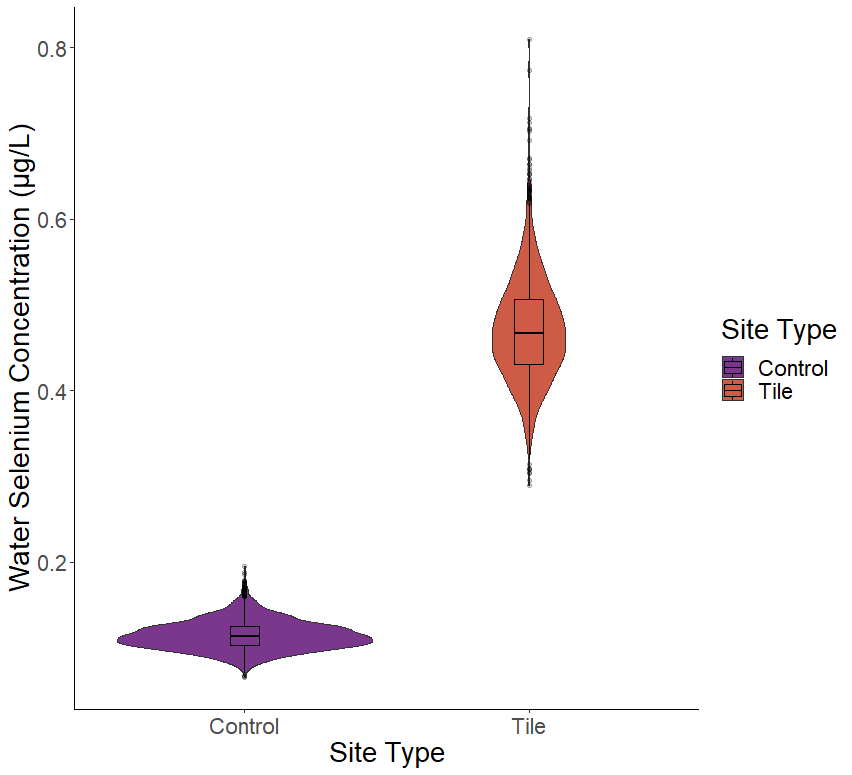 Water Selenium Concentration (µg/L)
0.8
0.6
0.4
0.2
Control
Tile
Site Type
Site Type
Control
Tile